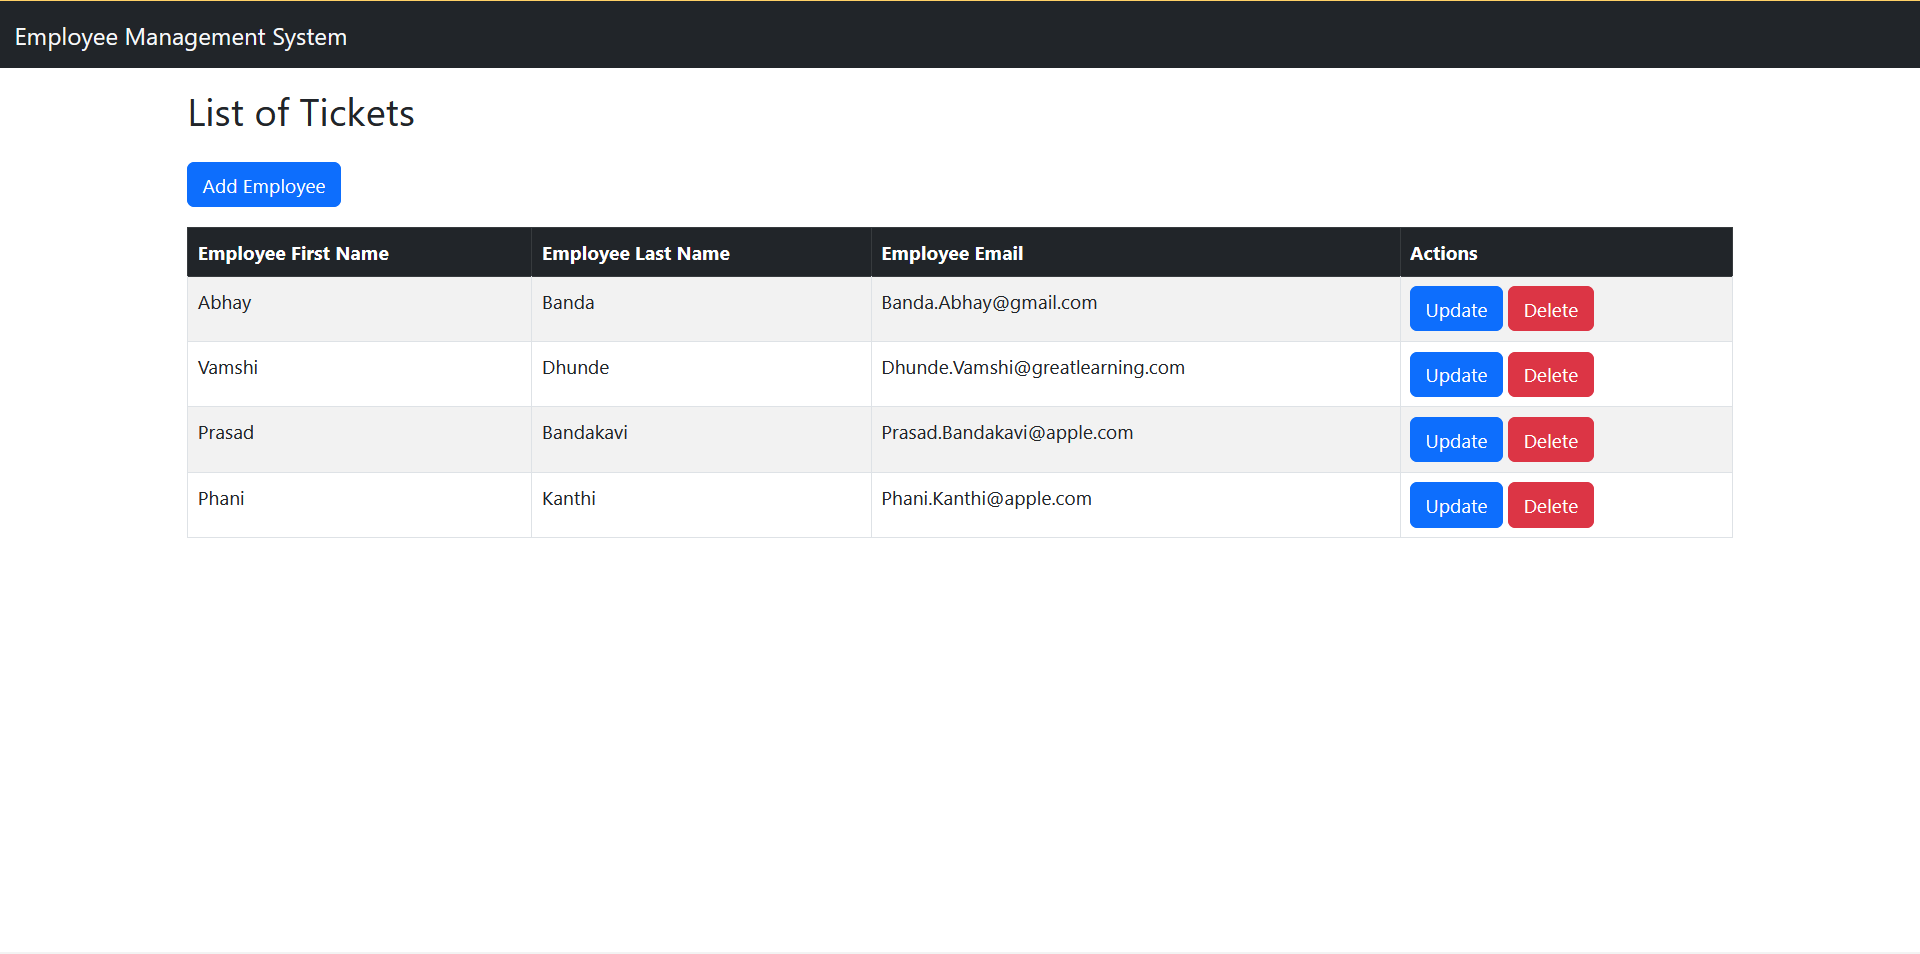 Employee Management System
List of Tickets
Add Employee
Employee First Name Employee Last Name Employee Email Actions
Abhay Banda Banda.Abhay@gmail.com Update Delete
Vamshi Dhunde Dhunde.Vamshi@greatlearning.com Update Delete
Prasad Bandakavi Prasad.Bandakavi@apple.com Update Delete
Phani Kanthi Phani.Kanthi@apple.com Update Delete